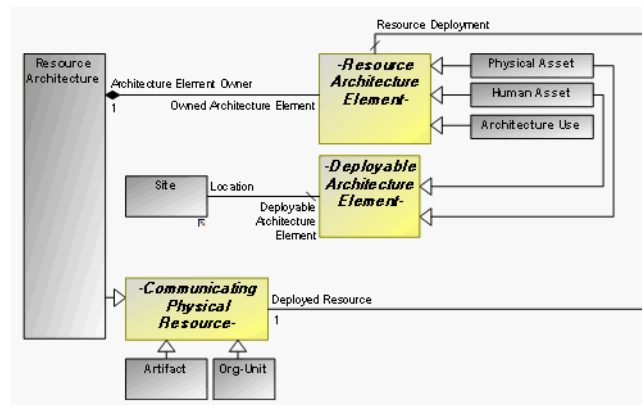 Resource Deployment
Resource
Architecture
-Resource
Architecture
Element-
Physical Asset
Human Asset
Architecture Use
Architecture Element Owner
1
Owned Architecture Element
-Deployable
Architecture
Element-
Site
Location
Deployable
Architecture
Element
-Communicating
Physical
Resource-
Deployed Resource
1
Artifact
Org-Unit